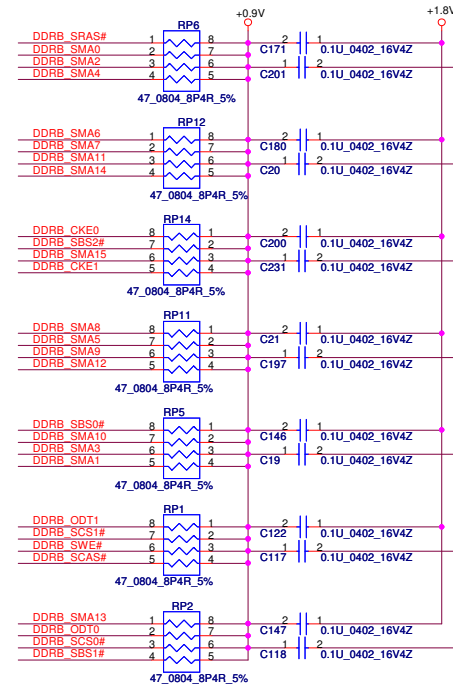 +0.9V +1.8V
RP6
DDRB_SRAS# 1 8 2 1
DDRB_SMA0 2 7 C171 0.1U_0402_16V4Z
DDRB_SMA2 3 6 1 2
DDRB_SMA4 4 5 C201 0.1U_0402_16V4Z
47_0804_8P4R_5%
RP12
DDRB_SMA6 1 8 2 1
DDRB_SMA7 2 7 C180 0.1U_0402_16V4Z
DDRB_SMA11 3 6 1 2
DDRB_SMA14 4 5 C20 0.1U_0402_16V4Z
47_0804_8P4R_5%
RP14
DDRB_CKE0 8 1 2 1
DDRB_SBS2# 7 2 C200 0.1U_0402_16V4Z
DDRB_SMA15 6 3 1 2
DDRB_CKE1 5 4 C231 0.1U_0402_16V4Z
47_0804_8P4R_5%
RP11
DDRB_SMA8 8 1 2 1
DDRB_SMA5 7 2 C21 0.1U_0402_16V4Z
DDRB_SMA9 6 3 1 2
DDRB_SMA12 5 4 C197 0.1U_0402_16V4Z
47_0804_8P4R_5%
RP5
DDRB_SBS0# 8 1 2 1
DDRB_SMA10 7 2 C146 0.1U_0402_16V4Z
DDRB_SMA3 6 3 1 2
DDRB_SMA1 5 4 C19 0.1U_0402_16V4Z
47_0804_8P4R_5%
RP1
DDRB_ODT1 8 1 2 1
DDRB_SCS1# 7 2 C122 0.1U_0402_16V4Z
DDRB_SWE# 6 3 1 2
DDRB_SCAS# 5 4 C117 0.1U_0402_16V4Z
47_0804_8P4R_5%
RP2
DDRB_SMA13 1 8 2 1
DDRB_ODT0 2 7 C147 0.1U_0402_16V4Z
DDRB_SCS0# 3 6 1 2
DDRB_SBS1# 4 5 C118 0.1U_0402_16V4Z
47_0804_8P4R_5%